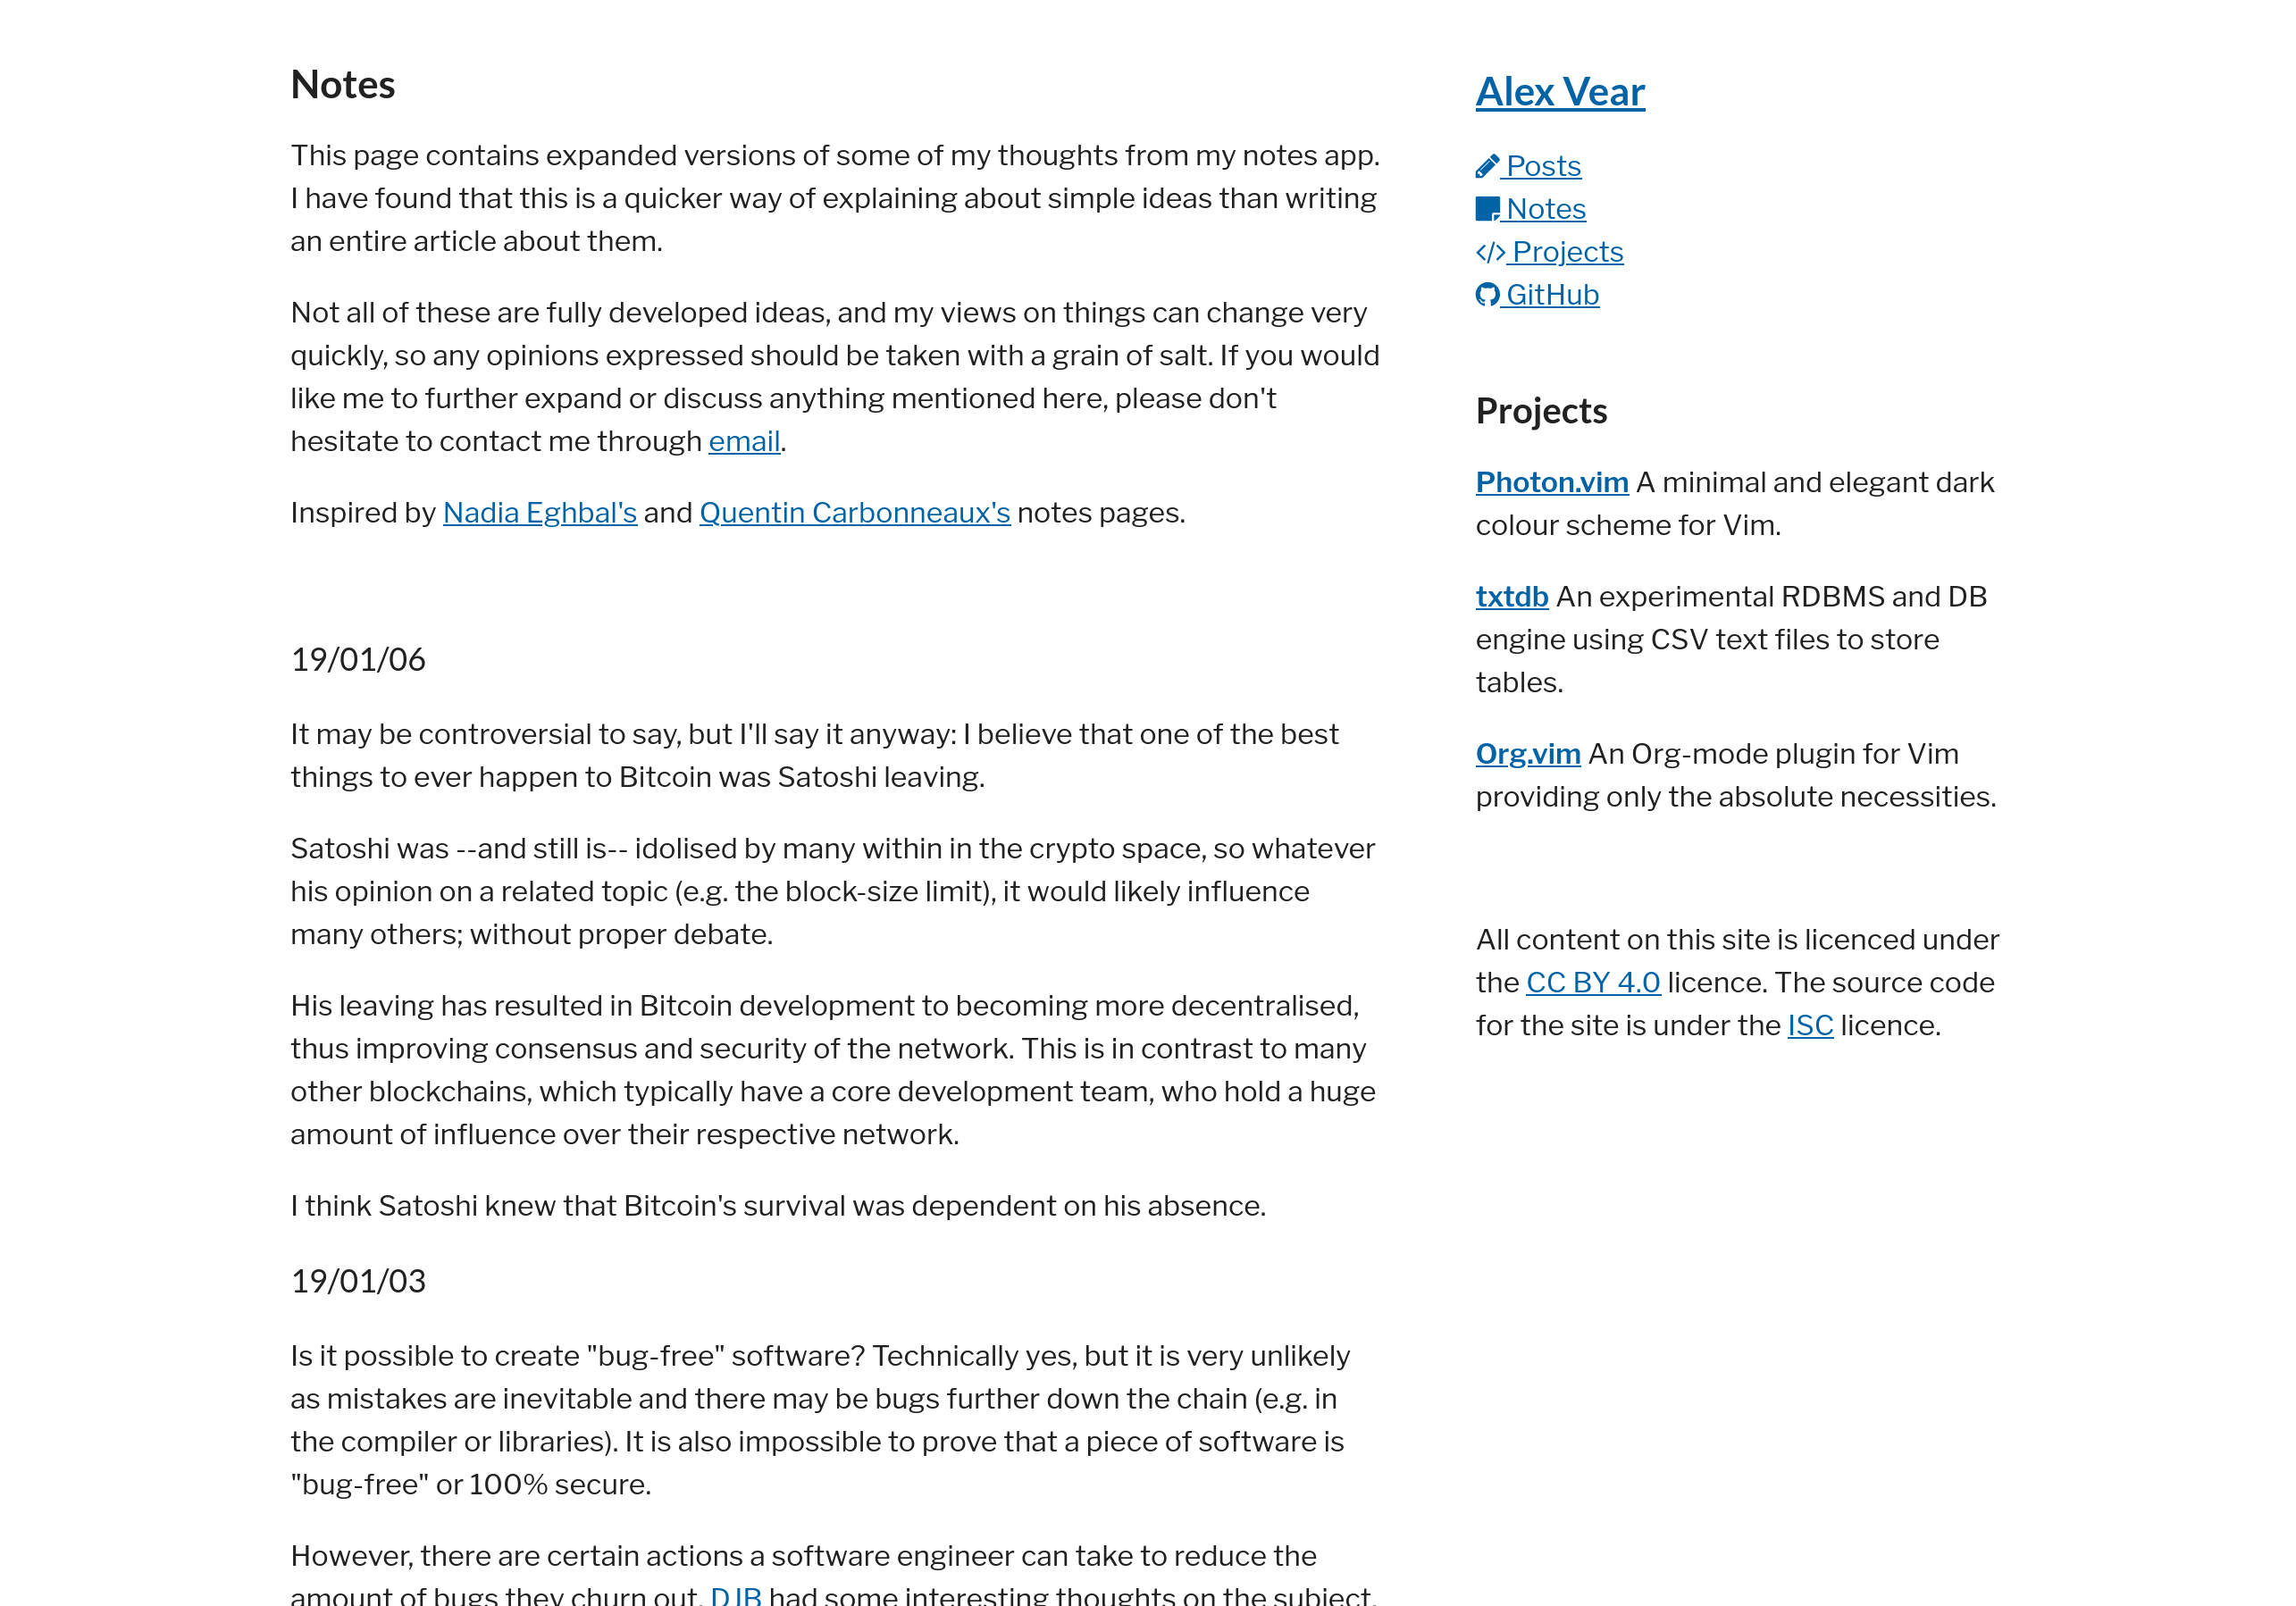 Notes
This page contains expanded versions of some of my thoughts from my notes app.
I have found that this is a quicker way of explaining about simple ideas than writing
an entire article about them.
Not all of these are fully developed ideas, and my views on things can change very
quickly, so any opinions expressed should be taken with a grain of salt. If you would
like me to further expand or discuss anything mentioned here, please don't
hesitate to contact me through email.
Inspired by Nadia Eghbal's and Quentin Carbonneaux's notes pages.
19/01/06
It may be controversial to say, but I'll say it anyway: I believe that one of the best
things to ever happen to Bitcoin was Satoshi leaving.
Satoshi was --and still is-- idolised by many within in the crypto space, so whatever
his opinion on a related topic (e.g. the block-size limit), it would likely influence
many others; without proper debate.
His leaving has resulted in Bitcoin development to becoming more decentralised,
thus improving consensus and security of the network. This is in contrast to many
other blockchains, which typically have a core development team, who hold a huge
amount of influence over their respective network.
I think Satoshi knew that Bitcoin's survival was dependent on his absence.
19/01/03
Is it possible to create "bug-free" software? Technically yes, but it is very unlikely
as mistakes are inevitable and there may be bugs further down the chain (e.g. in
the compiler or libraries). It is also impossible to prove that a piece of software is
"bug-free" or 100% secure.
However, there are certain actions a software engineer can take to reduce the
amount of bugs they churn out. DJB had some interesting thoughts on the subject.
Alex Vear
Posts
Notes
Projects
GitHub
Projects
Photon.vim A minimal and elegant dark
colour scheme for Vim.
txtdb An experimental RDBMS and DB
engine using CSV text files to store
tables.
Org.vim An Org-mode plugin for Vim
providing only the absolute necessities.
All content on this site is licenced under
the CC BY 4.0 licence. The source code
for the site is under the ISC licence.